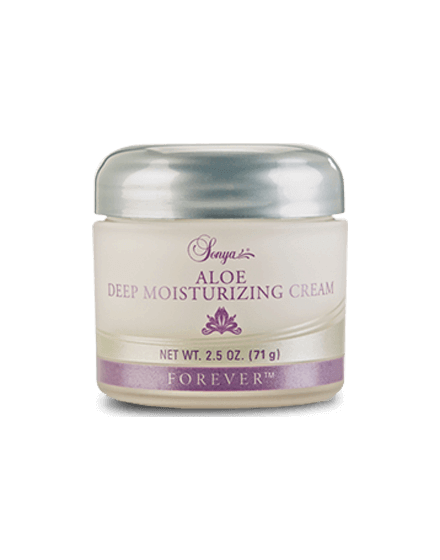 Sonya®
ALOE
DEEP MOISTURIZING CREAM
NET WT. 2.5 OZ. (71 g)
FOREVER™